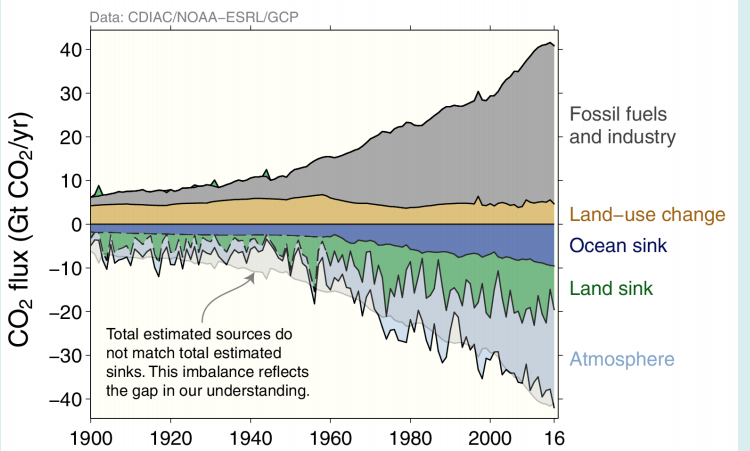 Data: CDIAC/NOAA−ESRL/GCP
CO2 flux (Gt CO2/yr)
40
30
20
10
0
−10
−20
−30
−40
Fossil fuels
and industry
Land−use change
Ocean sink
Land sink
Atmosphere
Total estimated sources do
not match total estimated
sinks. This imbalance reflects
the gap in our understanding.
1900 1920 1940 1960 1980 2000 16